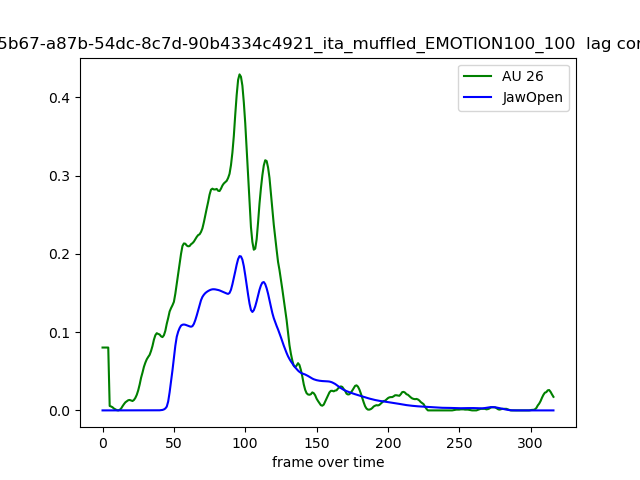 5b67-a87b-54dc-8c7d-90b4334c4921_ita_muffled_EMOTION100_100 lag
AU 26
JawOpen
0.4
0.3
0.2
0.1
0.0
0 50 100 150 200 250 300
frame over time